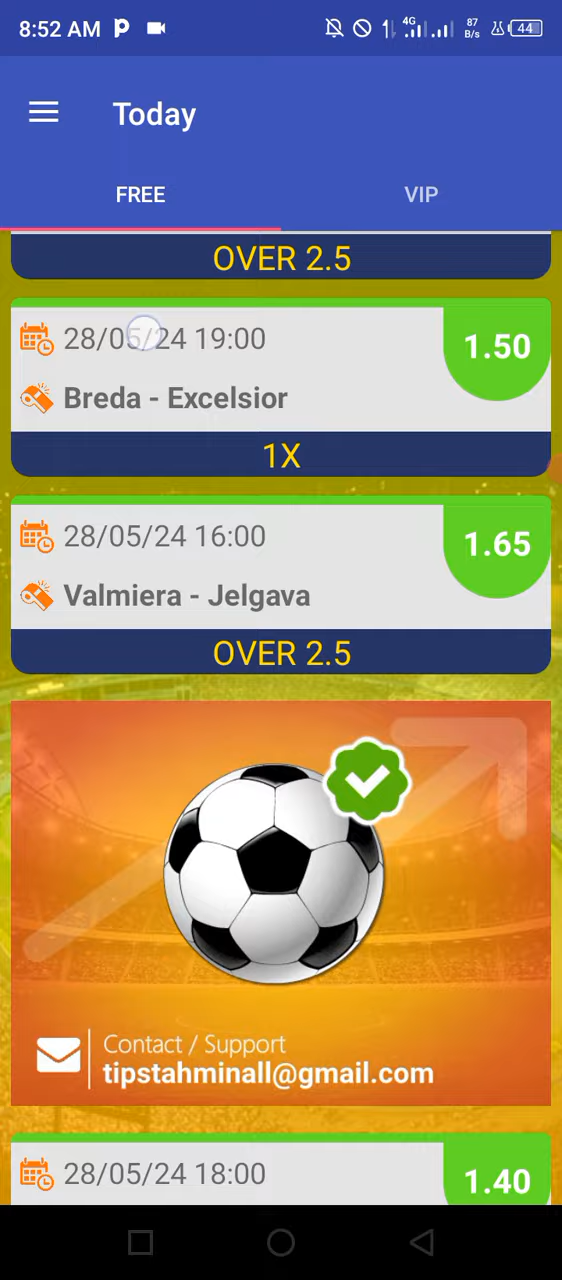 8:52 AM
4G
87
B/s
44
Today
FREE
VIP
OVER 2.5
28/05/24 19:00
1.50
Breda - Excelsior
1X
28/05/24 16:00
1.65
Valmiera - Jelgava
OVER 2.5
Contact / Support
tipstahminall@gmail.com
28/05/24 18:00
1.40